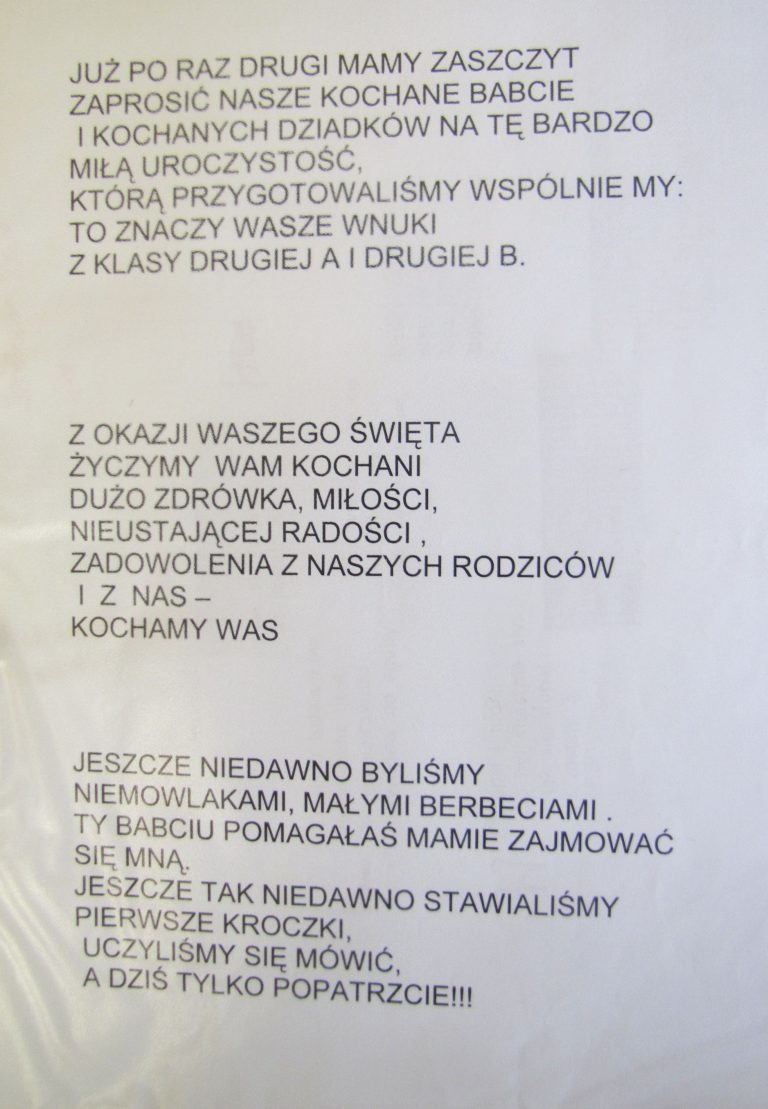 JUŻ PO RAZ DRUGI MAMY ZASZCZYT
ZAPROSIĆ NASZE KOCHANE BABCIE
I KOCHANYCH DZIADKÓW NA TĘ BARDZO
MIŁĄ UROCZYSTOŚĆ,
KTÓRĄ PRZYGOTOWALIŚMY WSPÓLNIE MY:
TO ZNACZY WASZE WNUKI
Z KLASY DRUGIEJ A I DRUGIEJ B.
Z OKAZJI WASZEGO ŚWIĘTA
ŻYCZYMY WAM KOCHANI
DUŻO ZDRÓWKA, MIŁOŚCI,
NIEUSTAJĄCEJ RADOŚCI ,
ZADOWOLENIA Z NASZYCH RODZICÓW
I Z NAS –
KOCHAMY WAS
JESZCZE NIEDAWNO BYLIŚMY
NIEMOWLAKAMI, MAŁYMI BERBECIAMI .
TY BABCIU POMAGAŁAŚ MAMIE ZAJMOWAĆ
SIĘ MNĄ.
JESZCZE TAK NIEDAWNO STAWIALIŚMY
PIERWSZE KROCZKI,
UCZYLIŚMY SIĘ MÓWIĆ,
A DZIŚ TYLKO POPATRZCIE!!!